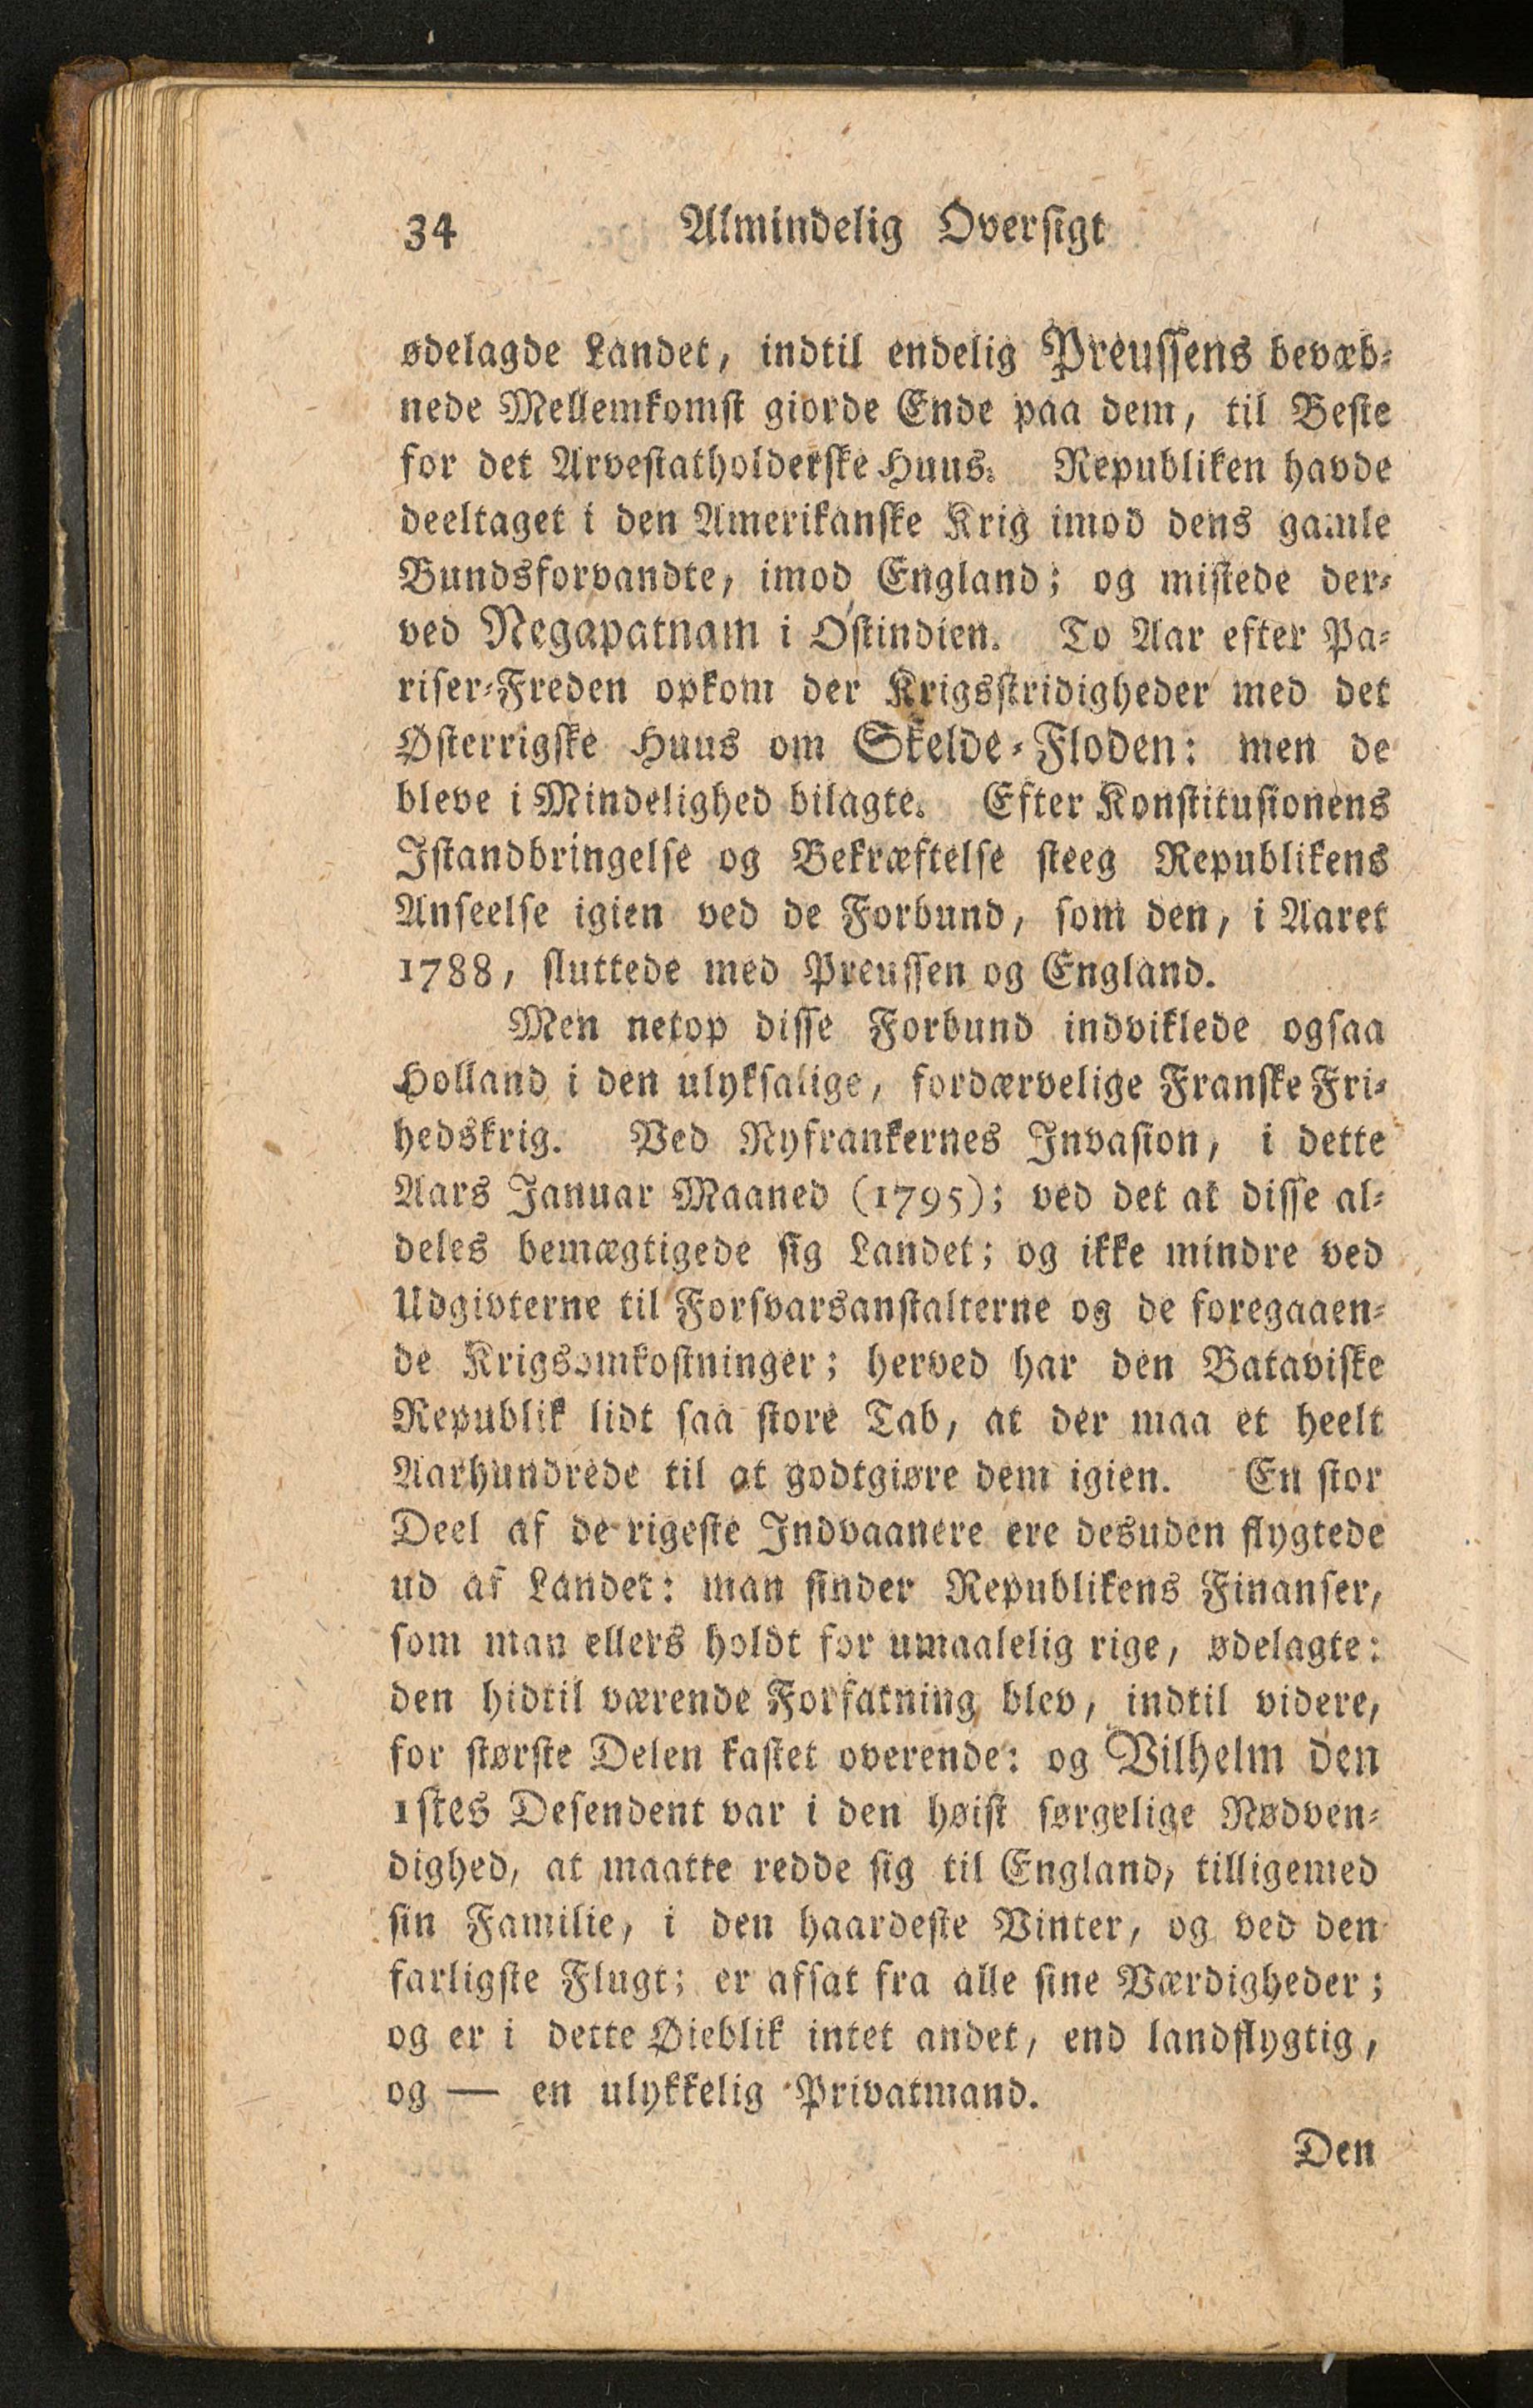 34 Almindelig Oversigt
ødelagde Landet, indtil endelig Preussens bevæb-
nede Mellemkomst giorde Ende paa dem, til Beste
for det Arvestatholderske Huus. Republiken havde
deeltaget i den Amerikanske Krig imod dens gamle
Bundsforvandte, imod England; og mistede der-
ved Negapatnam i Ostindien. To Aar efter Pa-
riser-Freden opkom der Krigsstridigheder med det
Østerrigske Huus om Skelde-Floden: men de
bleve i Mindelighed bilagte. Efter Konstitusionens
Istandbringelse og Bekræftelse steeg Republikens
Anseelse igien ved de Forbund, som den, i Aaret
1788, sluttede med Preussen og England.
Men netop disse Forbund indviklede ogsaa
Holland i den ulyksalige, fordærvelige Franske Fri-
hedskrig. Ved Nyfrankernes Invasion, i dette
Aars Januar Maaned (1795); ved det at disse al-
deles bemægtigede sig Landet; og ikke mindre ved
Udgivterne til Forsvarsanstalterne og de foregaaen-
de Krigsomkostninger; herved har den Bataviske
Republik lidt saa store Tab, at der maa et heelt
Aarhundrede til at godtgiøre dem igien. En stor
Deel af de rigeste Indvaanere ere desuden flygtede
ud af Landet: man finder Republikens Finanser,
som man ellers holdt for umaalelig rige, ødelagte:
den hidtil værende Forfatning blev, indtil videre,
for største Delen kastet overende: og Vilhelm den
1stes Desendent var i den høist sørgelige Nødven-
dighed, at maatte redde sig til England, tilligemed
sin Familie, i den haardeste Vinter, og ved den
farligste Flugt; er afsat fra alle sine Værdigheder;
og er i dette Øieblik intet andet, end landflygtig,
og — en ulykkelig Privatmand.
Den